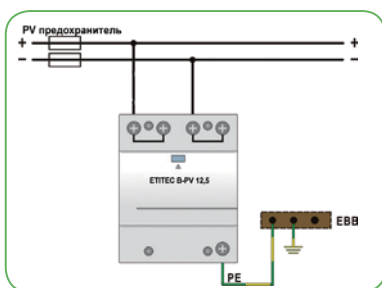 PV предохранитель
+ +
− −
ETITEC B-PV 12,5
EBB
PE